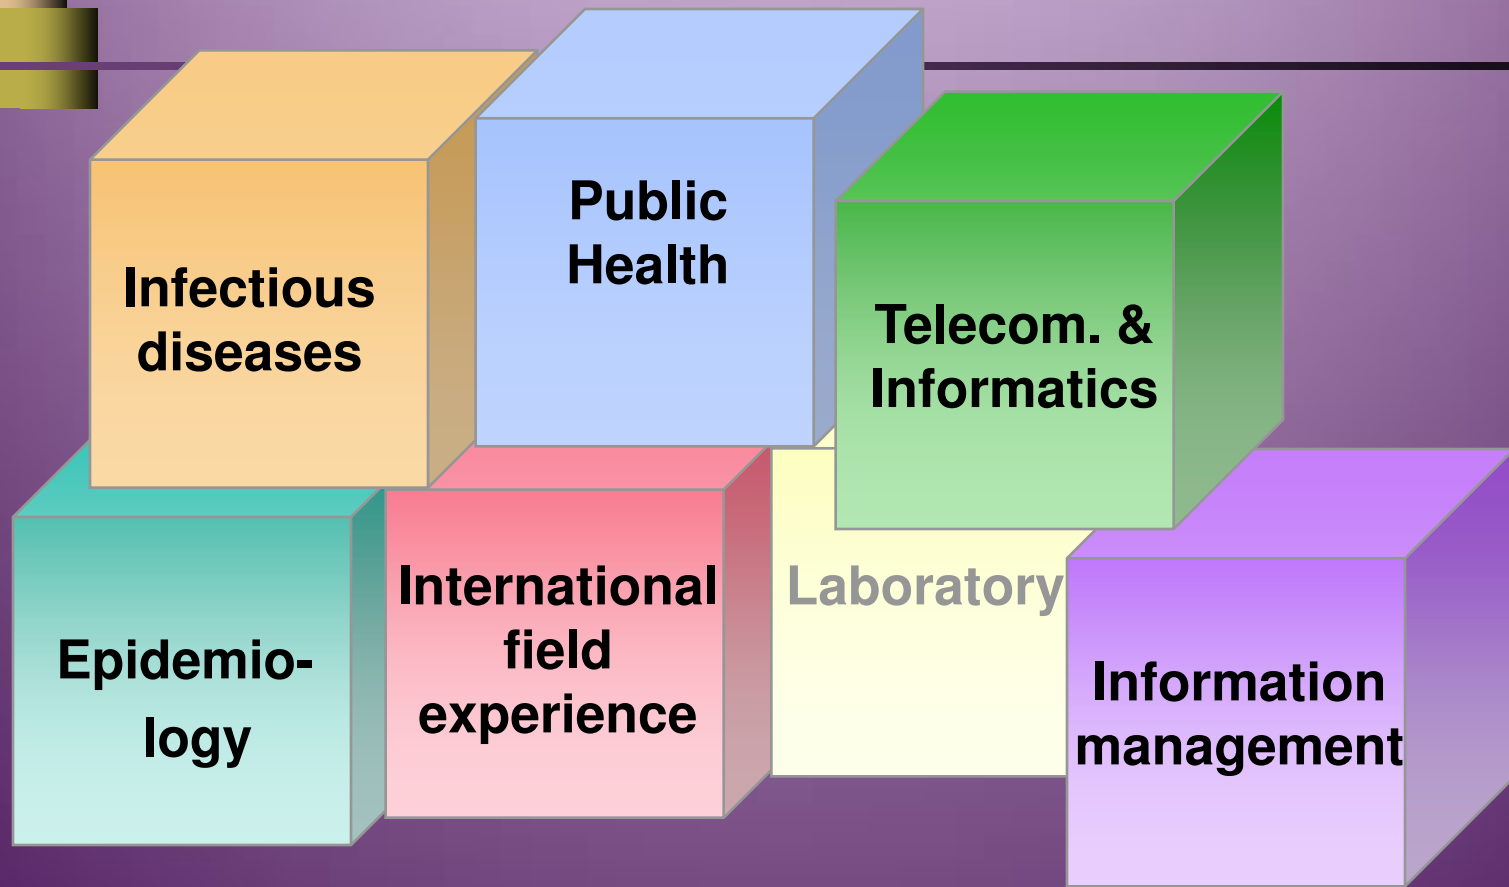 Infectious
diseases
Public
Health
Telecom. &
Informatics
Epidemio-
logy
International
field
experience
Laboratory
Information
management